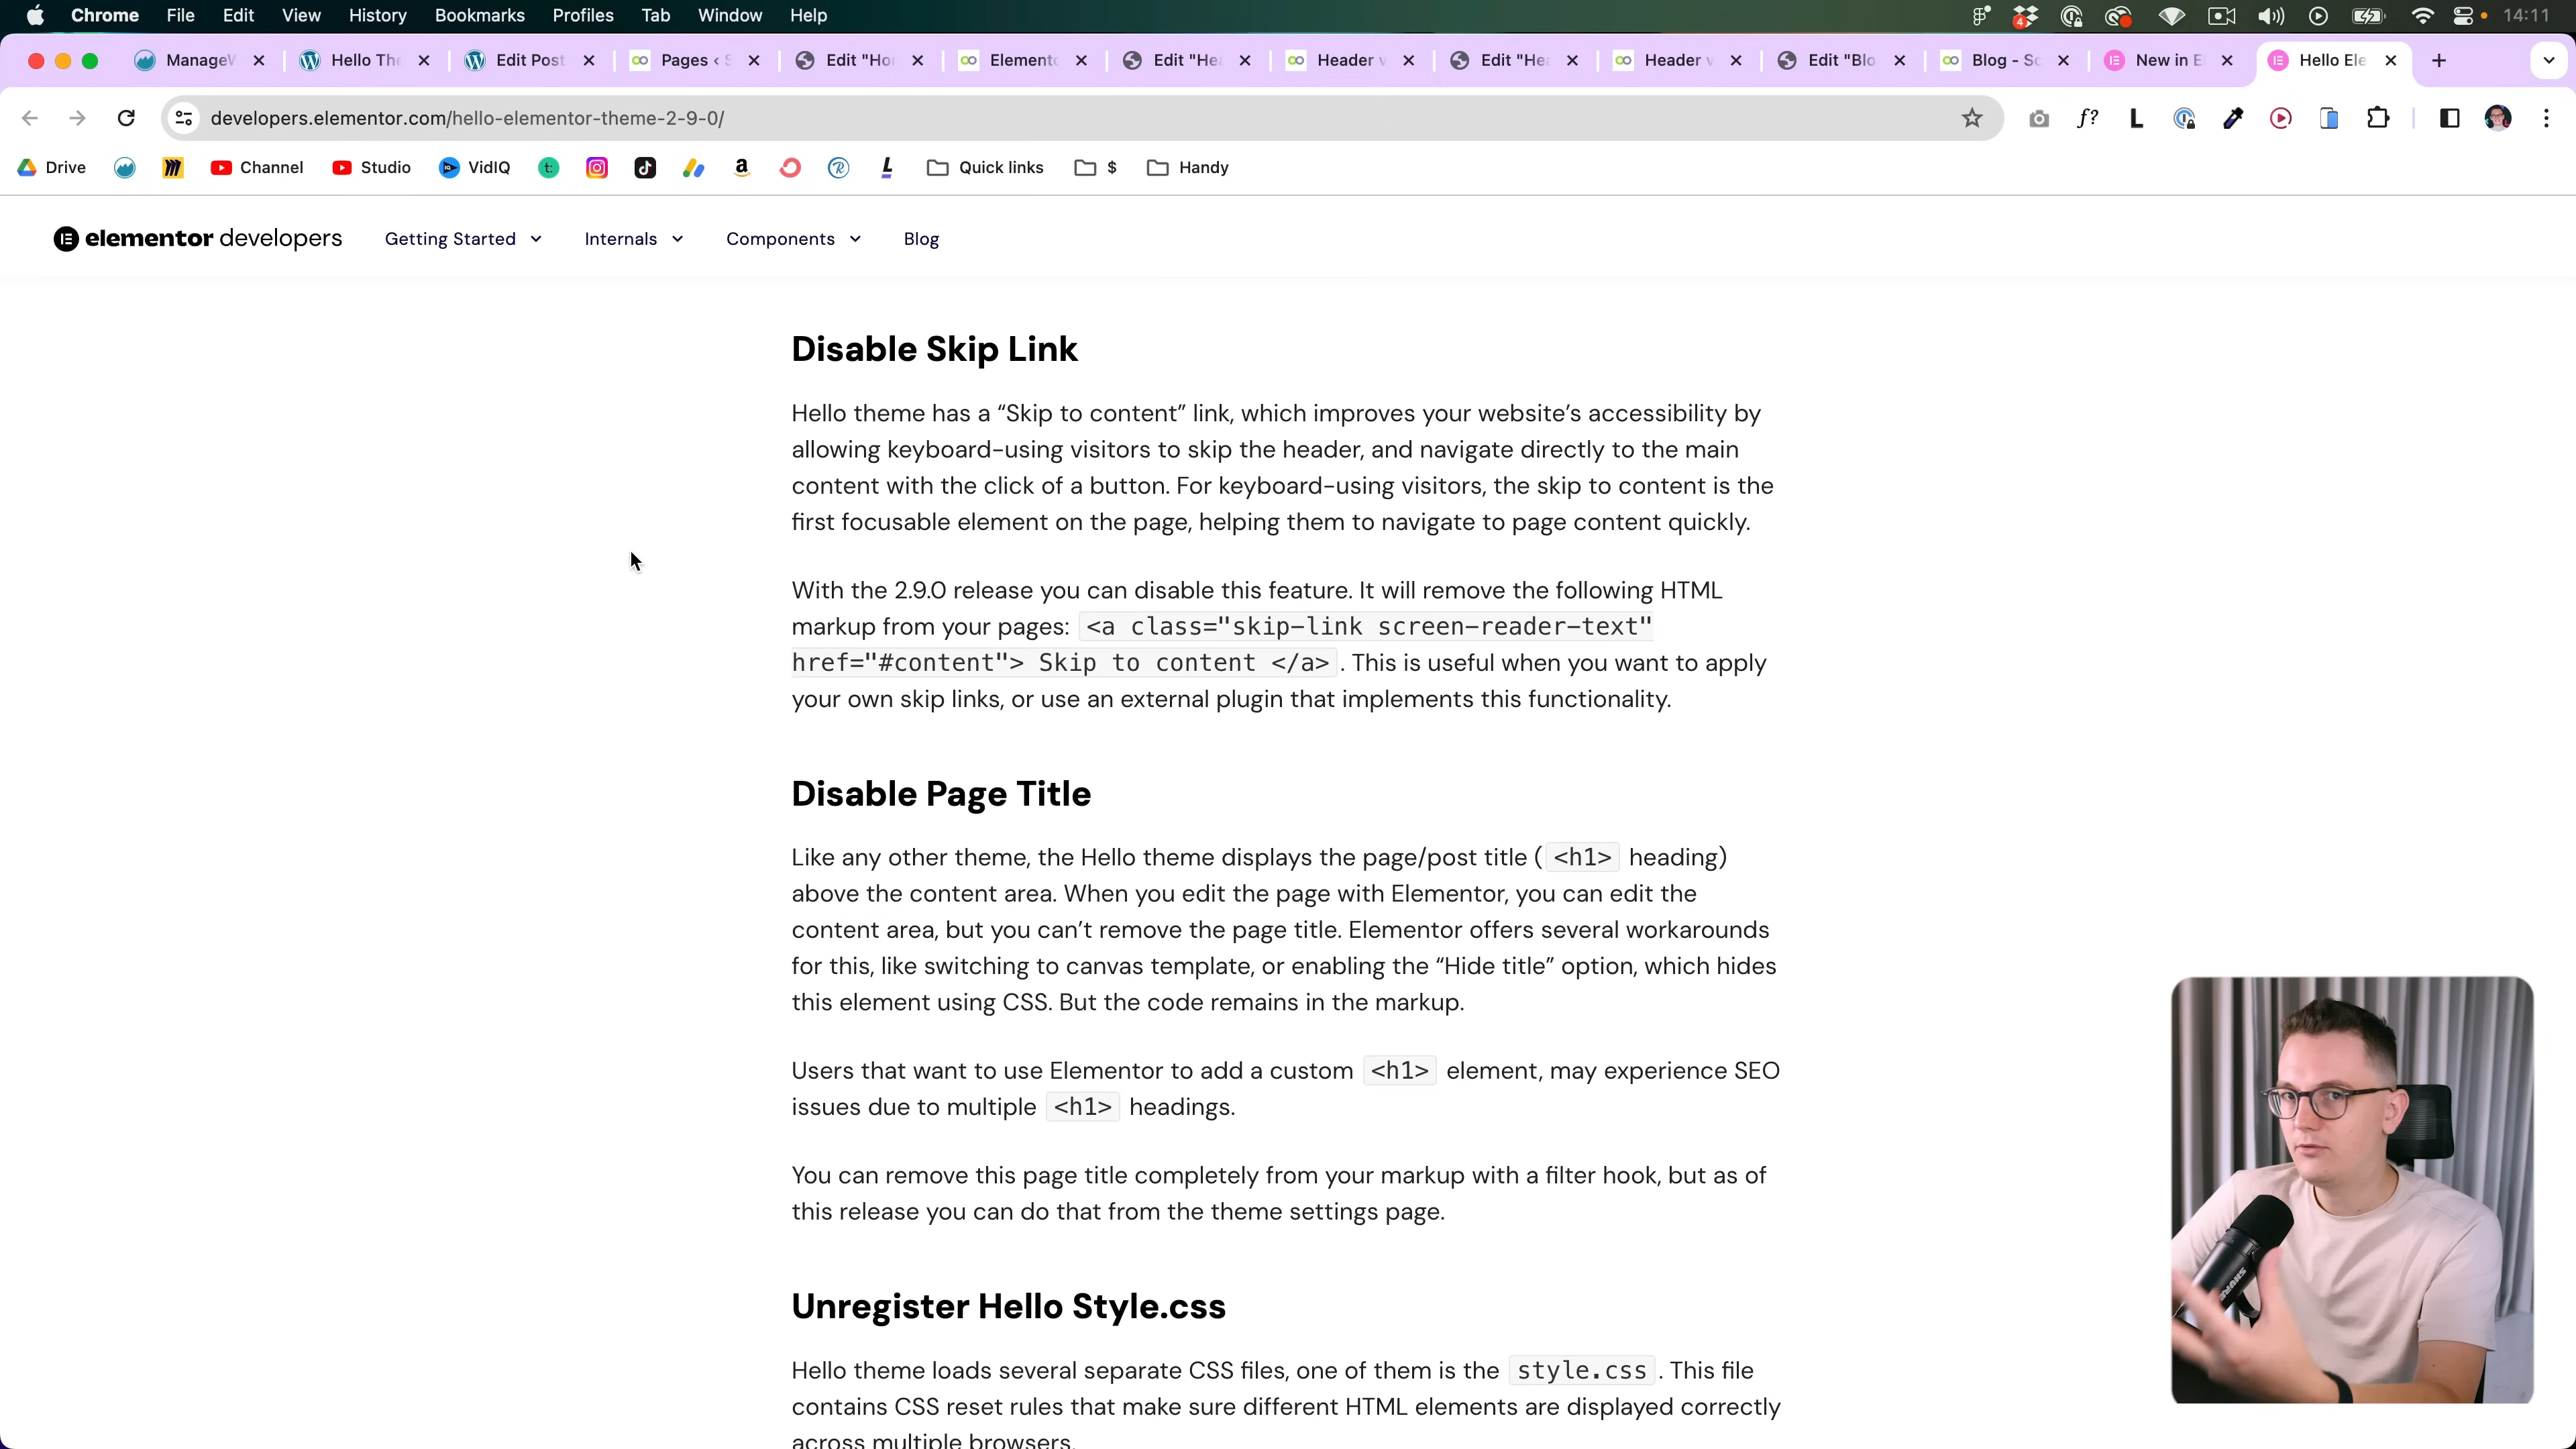 Chrome File Edit View History Bookmarks Profiles Tab Window Help 4 14:11
ManageW Hello The Edit Post Pages ‹ S Edit "Ho Elemento Edit "Hea Header v Edit "Hea Header v Edit "Blo Blog - Sc New in E Hello Ele
developers.elementor.com/hello-elementor-theme-2-9-0/ f? L
Drive Channel Studio VidIQ t: a R L Quick links $ Handy
elementor developers Getting Started Internals Components Blog
Disable Skip Link
Hello theme has a “Skip to content” link, which improves your website’s accessibility by
allowing keyboard-using visitors to skip the header, and navigate directly to the main
content with the click of a button. For keyboard-using visitors, the skip to content is the
first focusable element on the page, helping them to navigate to page content quickly.
With the 2.9.0 release you can disable this feature. It will remove the following HTML
markup from your pages: <a class="skip-link screen-reader-text"
href="#content"> Skip to content </a>. This is useful when you want to apply
your own skip links, or use an external plugin that implements this functionality.
Disable Page Title
Like any other theme, the Hello theme displays the page/post title ( <h1> heading)
above the content area. When you edit the page with Elementor, you can edit the
content area, but you can’t remove the page title. Elementor offers several workarounds
for this, like switching to canvas template, or enabling the “Hide title” option, which hides
this element using CSS. But the code remains in the markup.
Users that want to use Elementor to add a custom <h1> element, may experience SEO
issues due to multiple <h1> headings.
You can remove this page title completely from your markup with a filter hook, but as of
this release you can do that from the theme settings page.
Unregister Hello Style.css
Hello theme loads several separate CSS files, one of them is the style.css. This file
contains CSS reset rules that make sure different HTML elements are displayed correctly
across multiple browsers.